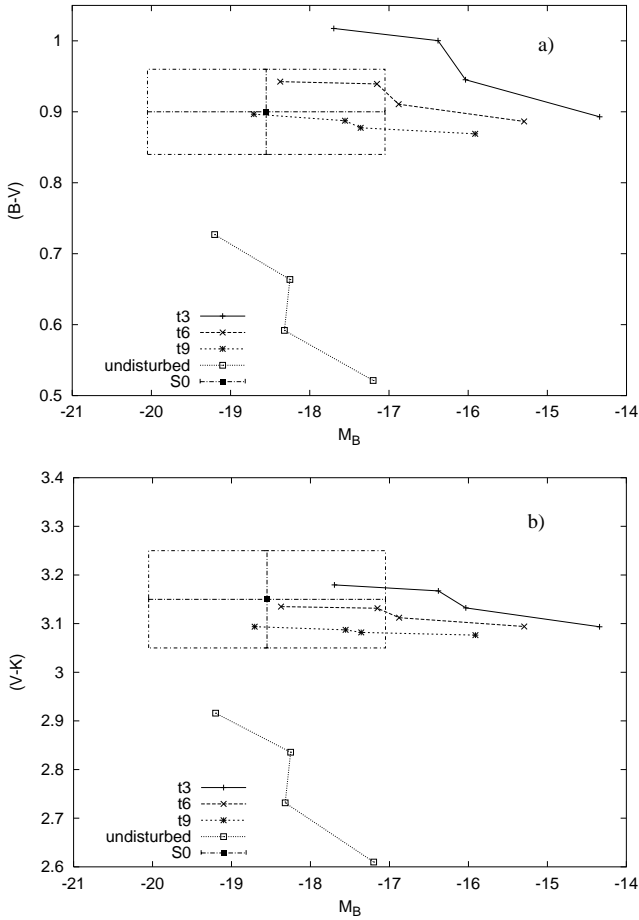 a)
1
0.9
0.8
0.7
0.6
0.5
(B-V)
t3
t6
t9
undisturbed
S0
-21 -20 -19 -18 -17 -16 -15 -14
M_B
b)
3.4
3.3
3.2
3.1
3
2.9
2.8
2.7
2.6
(V-K)
t3
t6
t9
undisturbed
S0
-21 -20 -19 -18 -17 -16 -15 -14
M_B